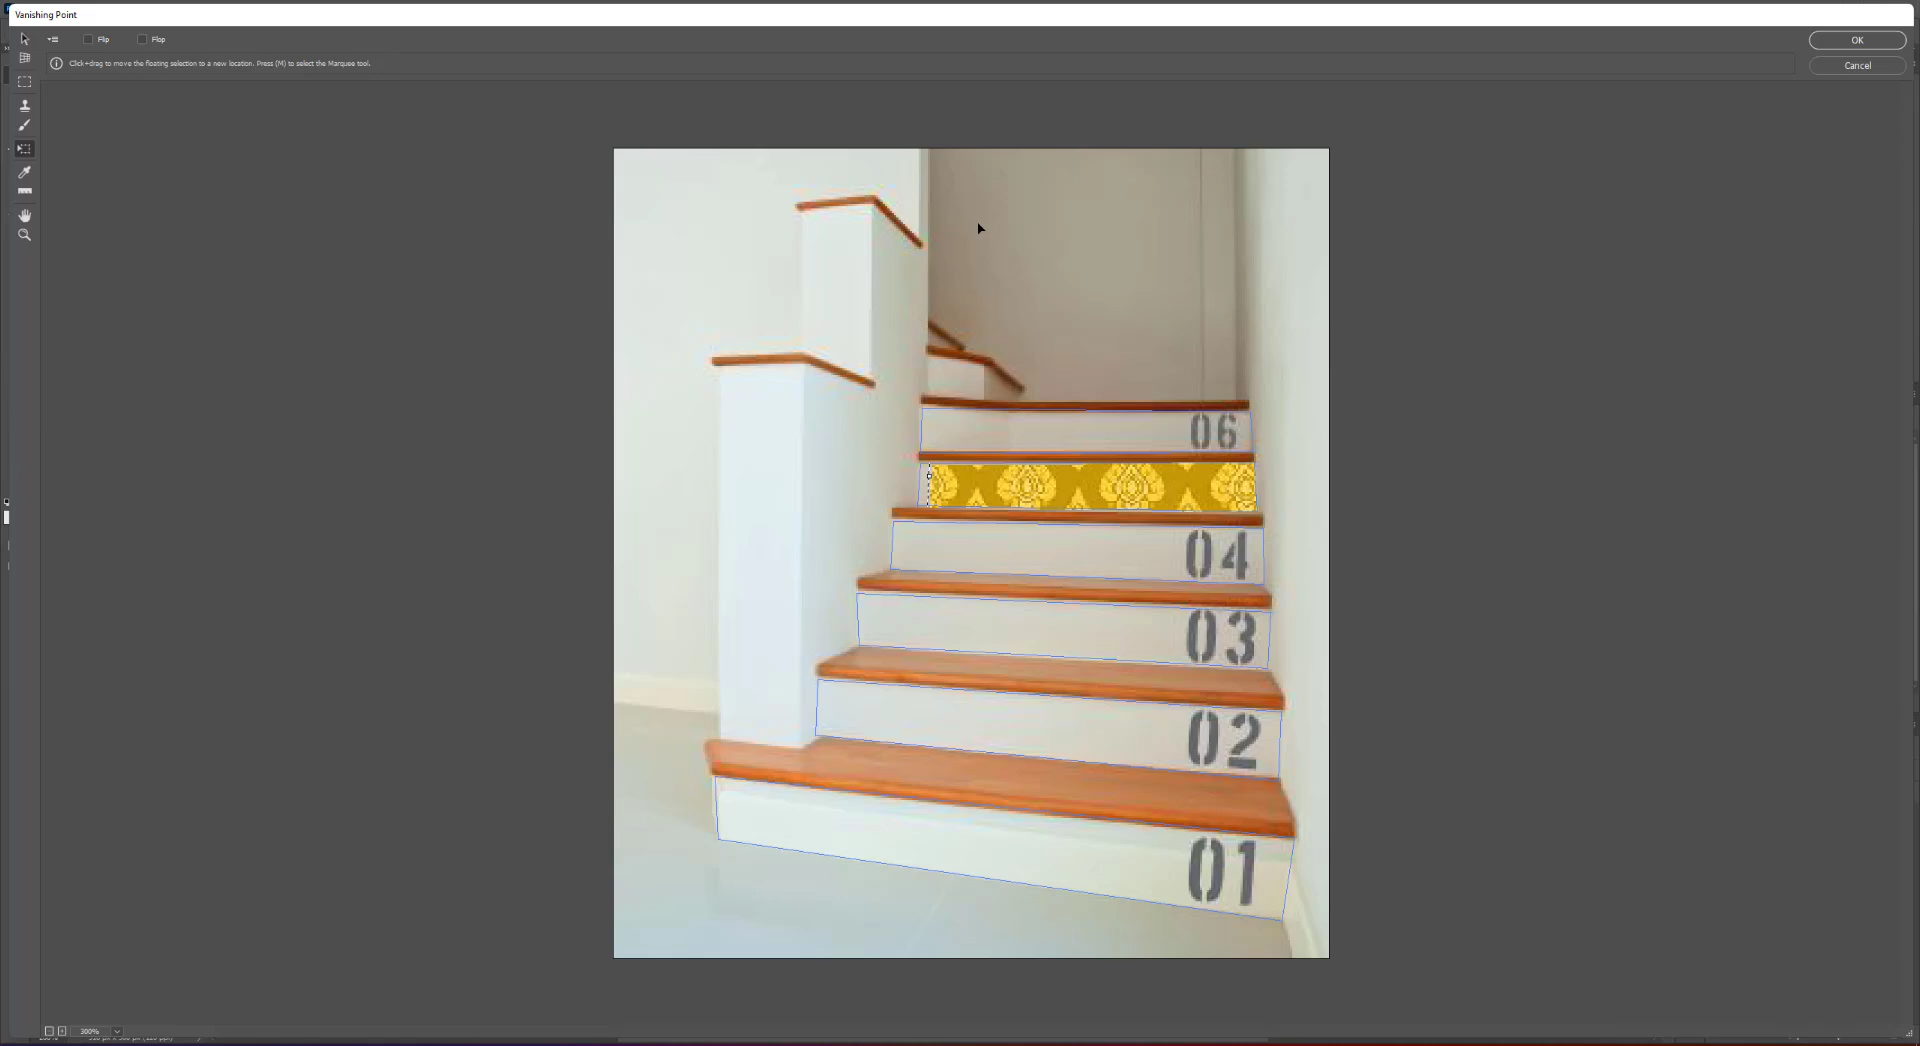 Vanishing Point
Flip
Flop
OK
Click+drag to move the floating selection to a new location. Press (M) to select the Marquee tool.
Cancel
06
04
03
02
01
300%